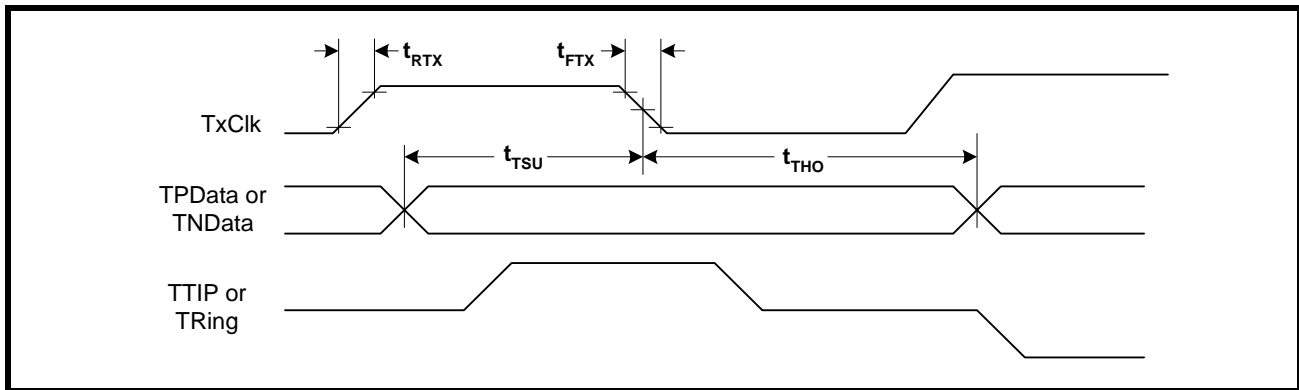 tRTX
tFTX
TxClk
tTSU
tTHO
TPData or
TNData
TTIP or
TRing